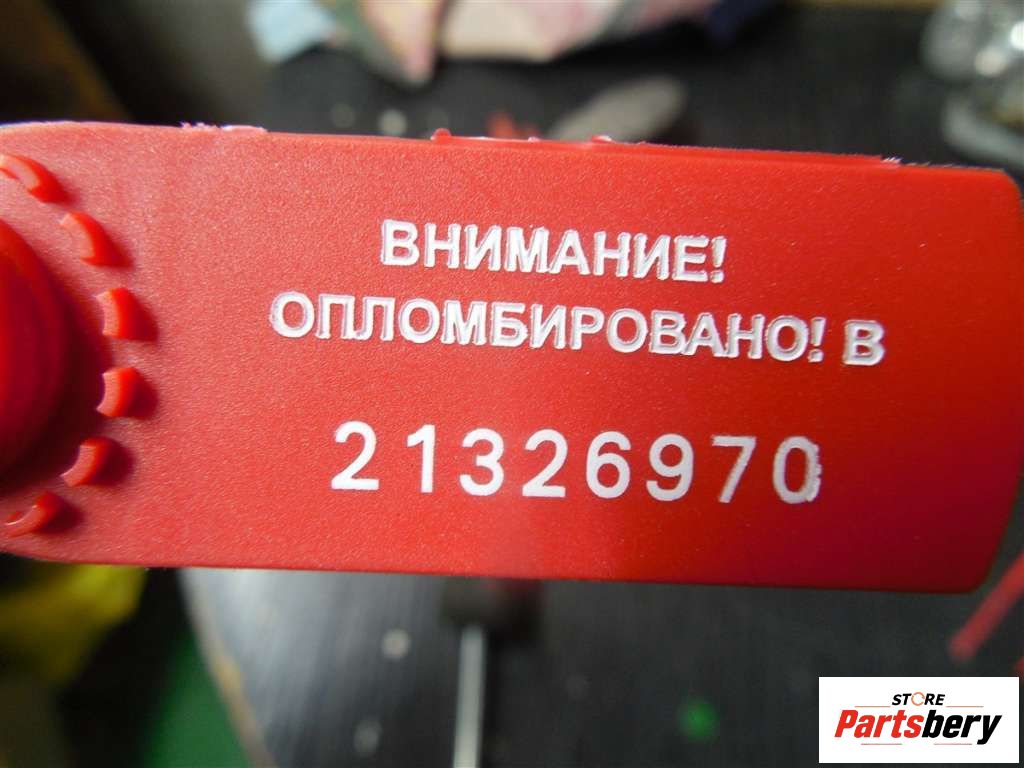 ВНИМАНИЕ!
ОПЛОМБИРОВАНО! В
21326970
STORE
Partsbery